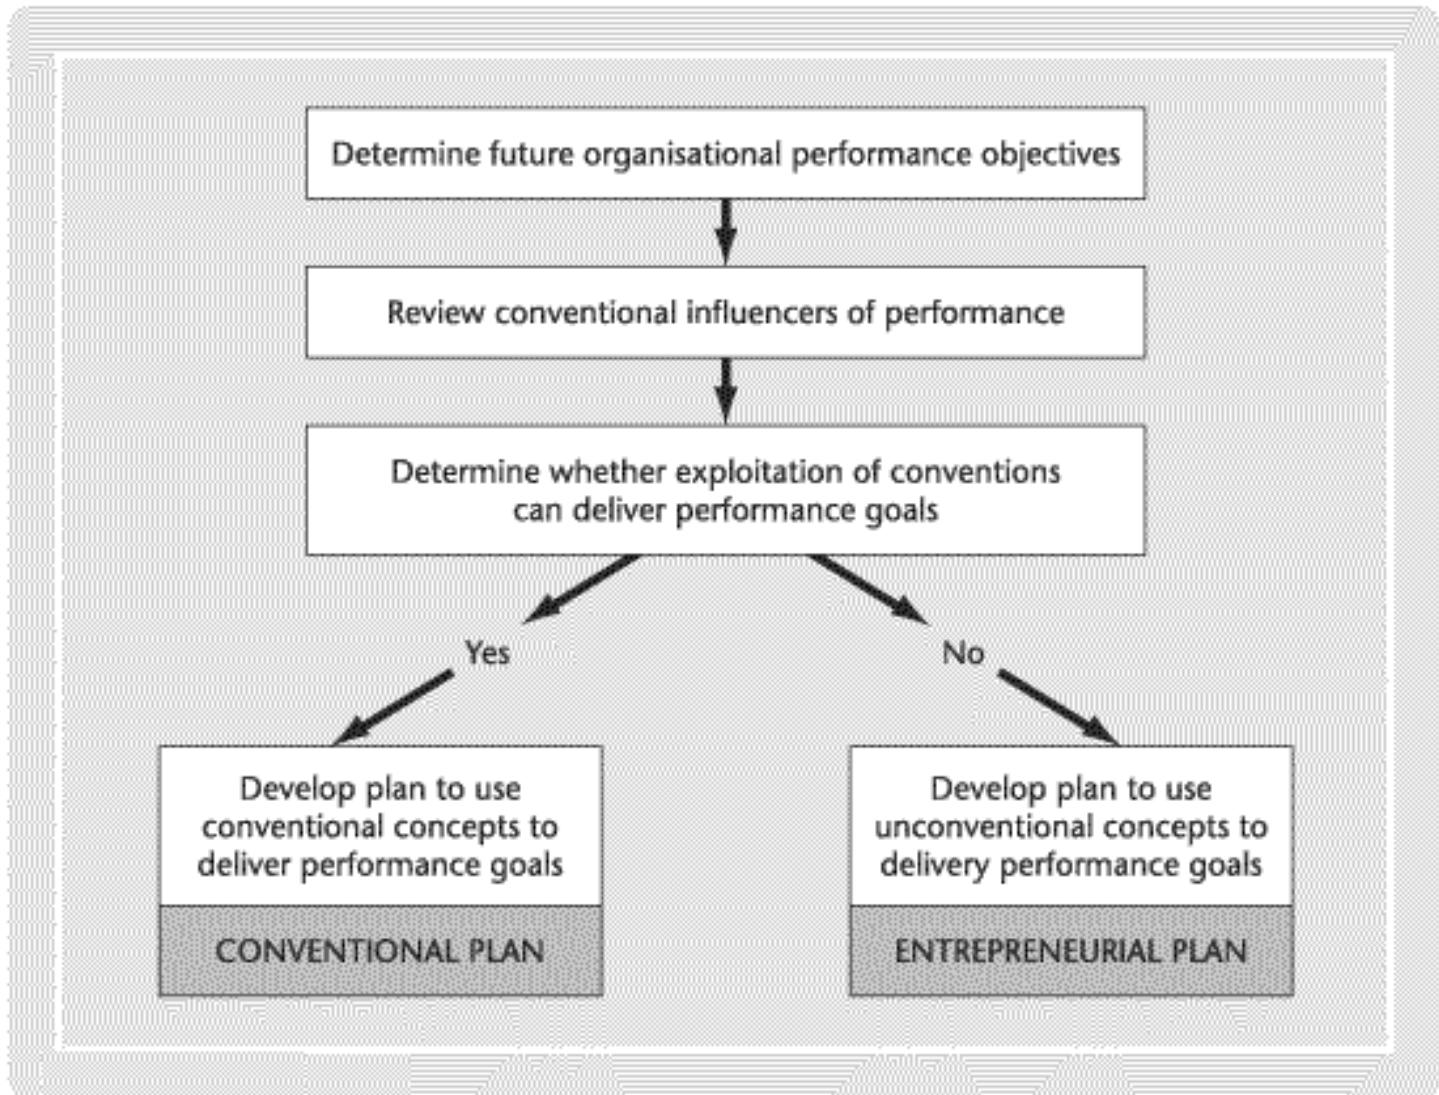 Determine future organisational performance objectives
Review conventional influencers of performance
Determine whether exploitation of conventions
can deliver performance goals
Yes
No
Develop plan to use
conventional concepts to
deliver performance goals
CONVENTIONAL PLAN
Develop plan to use
unconventional concepts to
delivery performance goals
ENTREPRENEURIAL PLAN